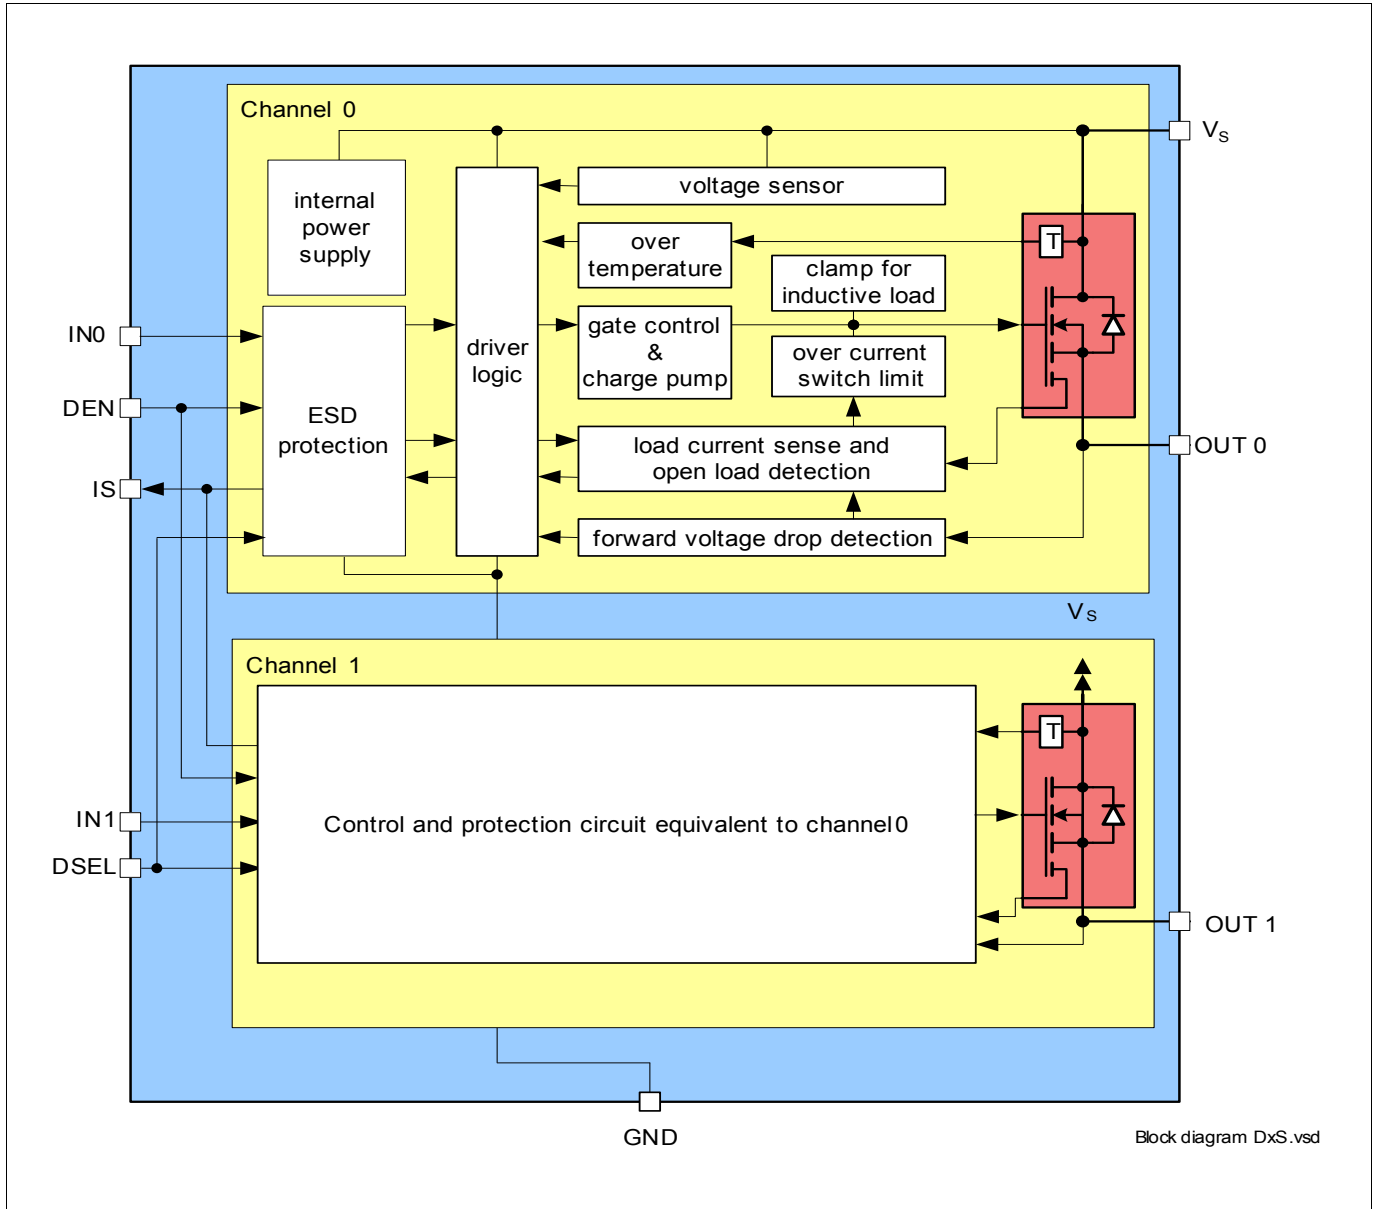 Channel 0
VS
voltage sensor
internal
power
supply
over
temperature
T
clamp for
inductive load
IN0
gate control
&
charge pump
driver
logic
over current
switch limit
DEN
ESD
protection
load current sense and
open load detection
OUT 0
IS
forward voltage drop detection
VS
Channel 1
T
IN1
Control and protection circuit equivalent to channel0
DSEL
OUT 1
GND
Block diagram DxS.vsd